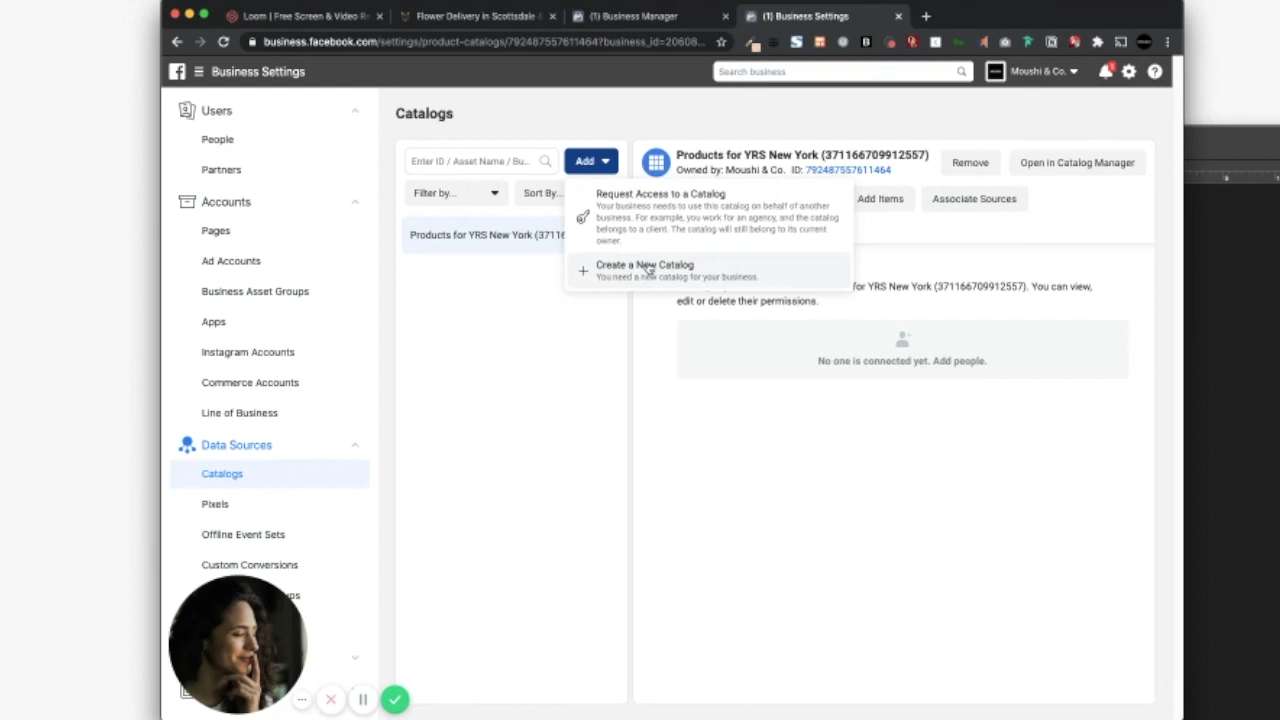 Loom | Free Screen & Video R
Flower Delivery in Scottsdale
(1) Business Manager
(1) Business Settings
business.facebook.com/settings/product-catalogs/792487557611464?business_id=20608...
Business Settings
Search business
Moushi & Co.
Users
People
Partners
Accounts
Pages
Ad Accounts
Business Asset Groups
Apps
Instagram Accounts
Commerce Accounts
Line of Business
Data Sources
Catalogs
Pixels
Offline Event Sets
Custom Conversions
Catalogs
Enter ID / Asset Name / Bu...
Add
Filter by...
Sort By...
Products for YRS New York (37116
Request Access to a Catalog
Your business needs to use this catalog on behalf of another
business. For example, you work for an agency, and the catalog
belongs to a client. The catalog will still belong to its current
owner.
Create a New Catalog
You need a new catalog for your business.
Products for YRS New York (371166709912557)
Owned by: Moushi & Co. ID: 792487557611464
Remove
Open in Catalog Manager
Add Items
Associate Sources
for YRS New York (371166709912557). You can view,
edit or delete their permissions.
No one is connected yet. Add people.